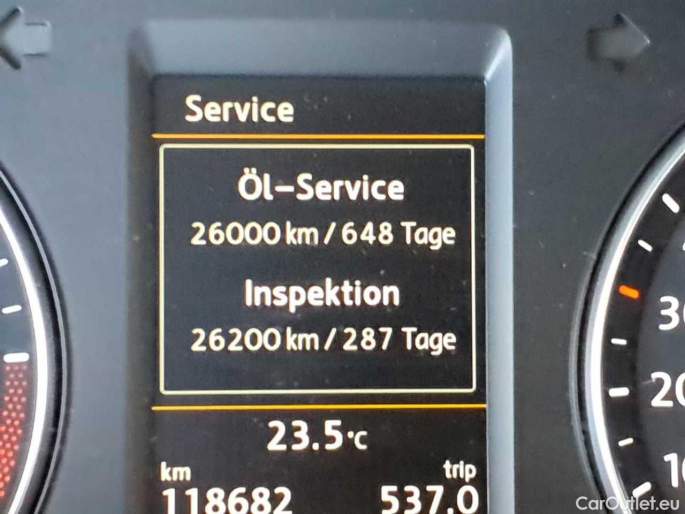 Service
Öl-Service
26000 km / 648 Tage
Inspektion
26200 km / 287 Tage
23.5 °C
km trip
118682 537.0
20
CarOutlet.eu